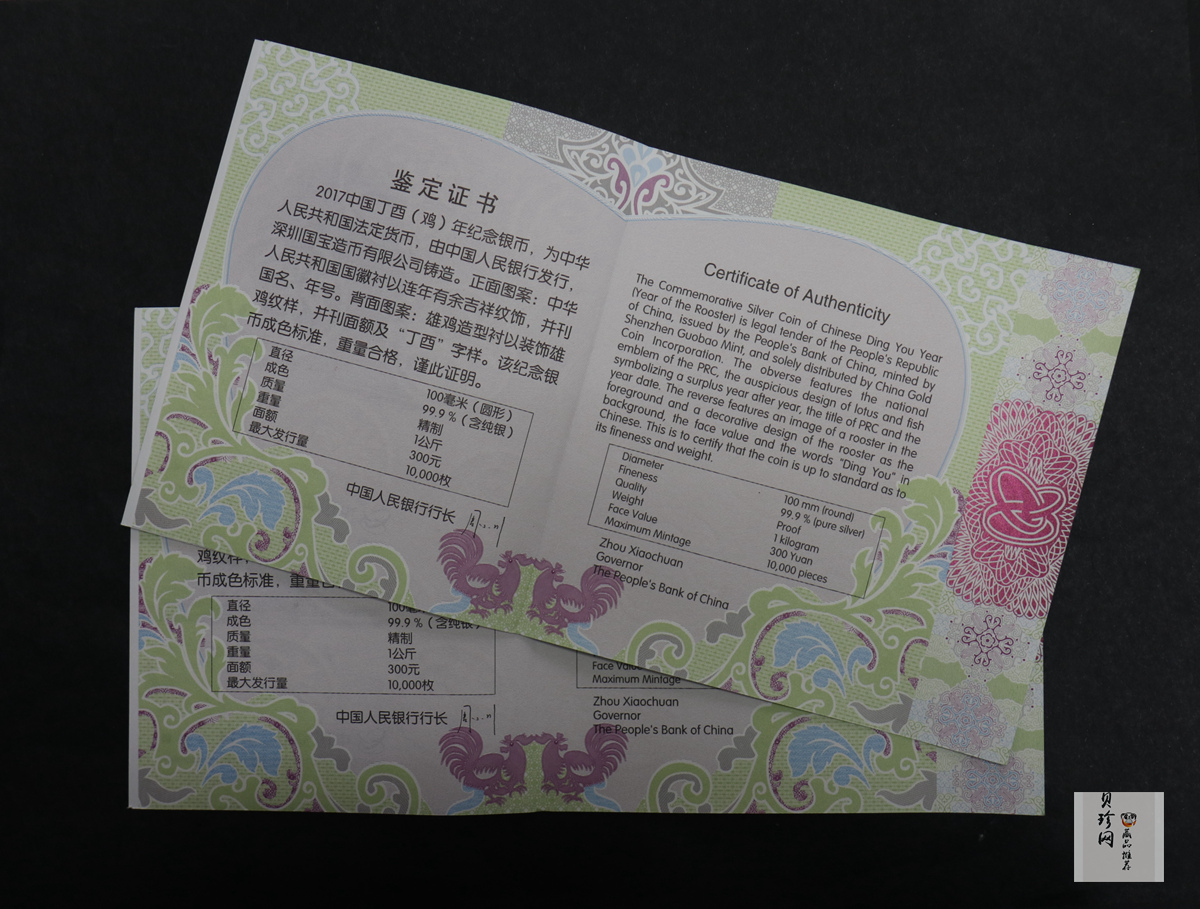 鉴定证书
2017中国丁酉（鸡）年纪念银币，为中华
人民共和国法定货币，由中国人民银行发行，
深圳国宝造币有限公司铸造。正面图案：中华
人民共和国国徽衬以连年有余吉祥纹饰，并刊
国名、年号。背面图案：雄鸡造型衬以装饰雄
鸡纹样，并刊面额及“丁酉”字样。该纪念银
币成色标准，重量合格，谨此证明。
直径 100毫米（圆形）
成色 99.9％（含纯银）
质量 精制
重量 1公斤
面额 300元
最大发行量 10,000枚
中国人民银行行长
Certificate of Authenticity
The Commemorative Silver Coin of Chinese Ding You Year
(Year of the Rooster) is legal tender of the People's Republic
of China, issued by the People's Bank of China, minted by
Shenzhen Guobao Mint, and solely distributed by China Gold
Coin Incorporation. The obverse features the national
emblem of the PRC, the auspicious design of lotus and fish
symbolizing a surplus year after year, the title of PRC and the
year date. The reverse features an image of a rooster in the
foreground and a decorative design of the rooster as the
background, the face value and the words "Ding You" in
Chinese. This is to certify that the coin is up to standard as to
its fineness and weight.
Diameter 100 mm (round)
Fineness 99.9 % (pure silver)
Quality Proof
Weight 1 kilogram
Face Value 300 Yuan
Maximum Mintage 10,000 pieces
Zhou Xiaochuan
Governor
The People's Bank of China
鸡纹样，
币成色标准，重量
直径 100
成色 99.9％（含纯银
质量 精制
重量 1公斤
面额 300元
最大发行量 10,000枚
中国人民银行行长
Face Value
Maximum Mintage
Zhou Xiaochuan
Governor
The People's Bank of China
贝珍网
藏品推荐